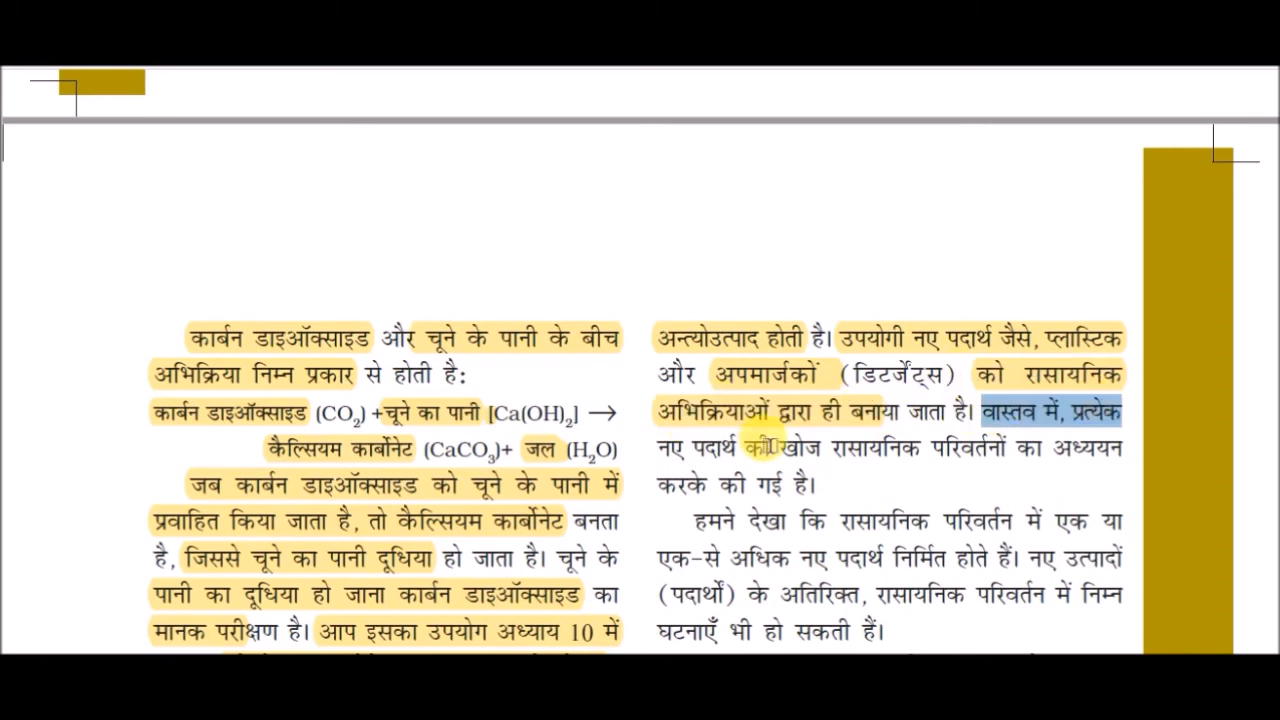 कार्बन डाइऑक्साइड और चूने के पानी के बीच
अभिक्रिया निम्न प्रकार से होती है:
कार्बन डाइऑक्साइड (CO₂) +चूने का पानी [Ca(OH)₂] →
कैल्सियम कार्बोनेट (CaCO₃)+ जल (H₂O)
जब कार्बन डाइऑक्साइड को चूने के पानी में
प्रवाहित किया जाता है, तो कैल्सियम कार्बोनेट बनता
है, जिससे चूने का पानी दूधिया हो जाता है। चूने के
पानी का दूधिया हो जाना कार्बन डाइऑक्साइड का
मानक परीक्षण है। आप इसका उपयोग अध्याय 10 में
अन्त्योउत्पाद होती है। उपयोगी नए पदार्थ जैसे, प्लास्टिक
और अपमार्जकों (डिटर्जेंट्स) को रासायनिक
अभिक्रियाओं द्वारा ही बनाया जाता है। वास्तव में, प्रत्येक
नए पदार्थ की खोज रासायनिक परिवर्तनों का अध्ययन
करके की गई है।
हमने देखा कि रासायनिक परिवर्तन में एक या
एक-से अधिक नए पदार्थ निर्मित होते हैं। नए उत्पादों
(पदार्थों) के अतिरिक्त, रासायनिक परिवर्तन में निम्न
घटनाएँ भी हो सकती हैं।